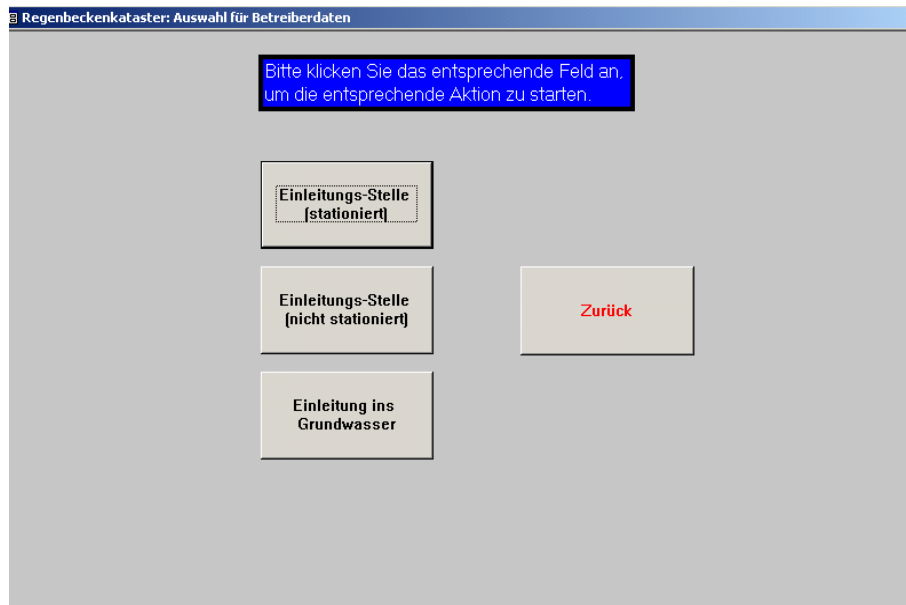 Regenbeckenkataster: Auswahl für Betreiberdaten
Bitte klicken Sie das entsprechende Feld an,
um die entsprechende Aktion zu starten.
Einleitungs-Stelle
(stationiert)
Einleitungs-Stelle
(nicht stationiert)
Zurück
Einleitung ins
Grundwasser